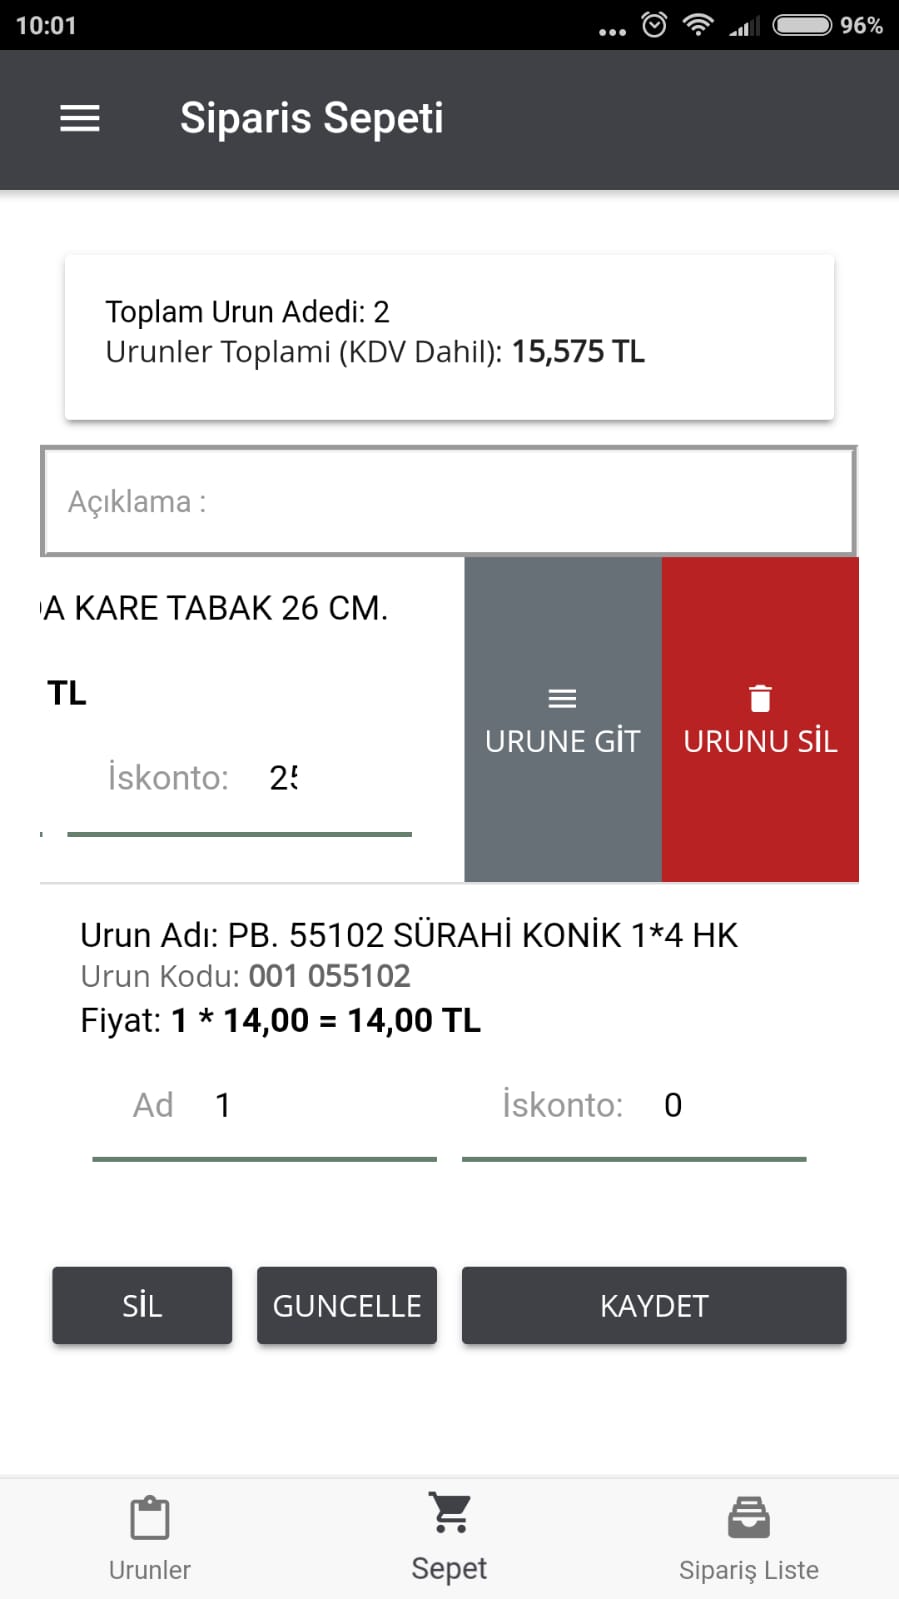 10:01
96%
Siparis Sepeti
Toplam Urun Adedi: 2
Urunler Toplami (KDV Dahil): 15,575 TL
Açıklama :
A KARE TABAK 26 CM.
TL
İskonto: 25
URUNE GİT
URUNU SİL
Urun Adı: PB. 55102 SÜRAHİ KONİK 1*4 HK
Urun Kodu: 001 055102
Fiyat: 1 * 14,00 = 14,00 TL
Ad 1
İskonto: 0
SİL
GUNCELLE
KAYDET
Urunler
Sepet
Sipariş Liste